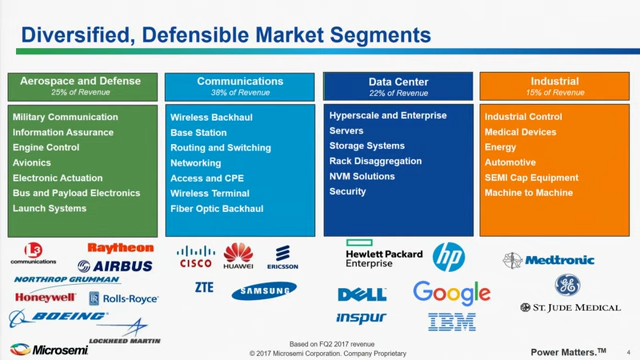 Diversified, Defensible Market Segments
Aerospace and Defense
25% of Revenue
Military Communication
Information Assurance
Engine Control
Avionics
Electronic Actuation
Bus and Payload Electronics
Launch Systems
Communications
38% of Revenue
Wireless Backhaul
Base Station
Routing and Switching
Networking
Access and CPE
Wireless Terminal
Fiber Optic Backhaul
Data Center
22% of Revenue
Hyperscale and Enterprise
Servers
Storage Systems
Rack Disaggregation
NVM Solutions
Security
Industrial
15% of Revenue
Industrial Control
Medical Devices
Energy
Automotive
SEMI Cap Equipment
Machine to Machine
L3
communications
Raytheon
AIRBUS
NORTHROP GRUMMAN
Honeywell
Rolls-Royce
BOEING
LOCKHEED MARTIN
CISCO
HUAWEI
ERICSSON
ZTE
SAMSUNG
Hewlett Packard
Enterprise
hp
DELL
Google
inspur
IBM
Medtronic
GE
ST. JUDE MEDICAL
Microsemi
Based on FQ2 2017 revenue
© 2017 Microsemi Corporation. Company Proprietary
Power Matters.™
4